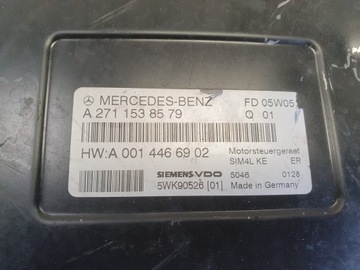 MERCEDES-BENZ FD 05W05
A 271 153 85 79 Q 01
HW:A 001 446 69 02 Motorsteuergeraet
SIM4L KE ER
SIEMENS VDO 5046 0128
5WK90526 [01] Made in Germany